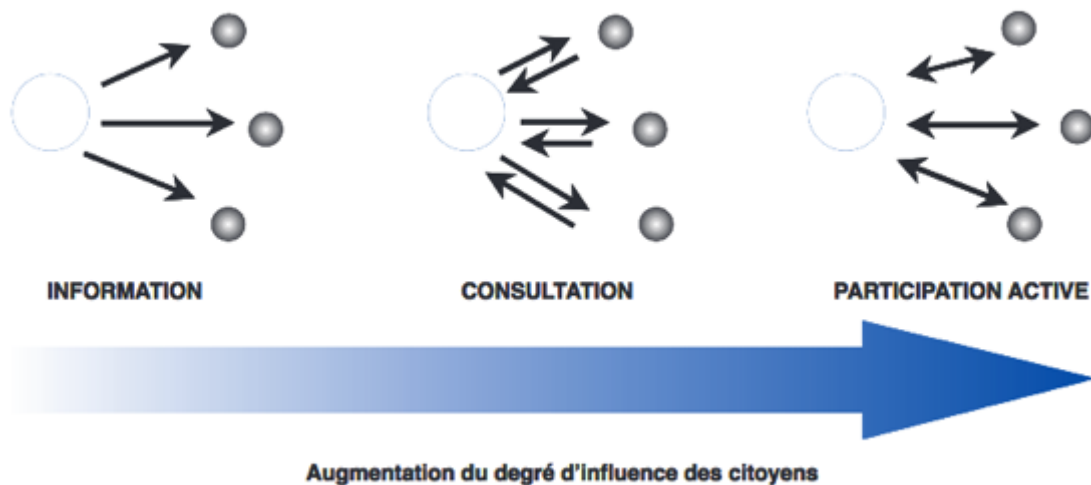 INFORMATION
CONSULTATION
PARTICIPATION ACTIVE
Augmentation du degré d'influence des citoyens